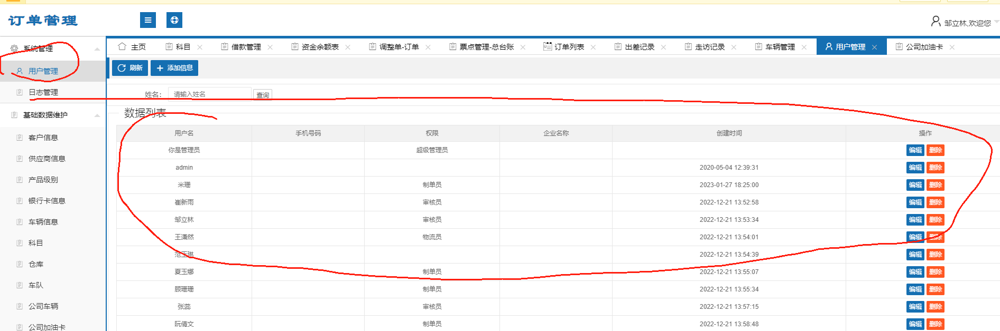 订单管理
邹立林,欢迎您
系统管理
用户管理
日志管理
基础数据维护
客户信息
供应商信息
产品级别
银行卡信息
车辆信息
科目
仓库
车队
公司车辆
公司加油卡
主页 科目 借款管理 资金余额表 调整单-订单 票点管理-总台账 订单列表 出差记录 走访记录 车辆管理 用户管理 公司加油卡
刷新 添加信息
姓名: 请输入姓名 查询
数据列表
用户名 手机号码 权限 企业名称 创建时间 操作
你是管理员 超级管理员 编辑 删除
admin 2020-05-04 12:39:31 编辑 删除
米珊 制单员 2023-01-27 18:25:00 编辑 删除
崔新雨 审核员 2022-12-21 13:52:58 编辑 删除
邹立林 审核员 2022-12-21 13:53:34 编辑 删除
王潇然 物流员 2022-12-21 13:54:01 编辑 删除
范玉琳 2022-12-21 13:54:39 编辑 删除
夏玉娜 制单员 2022-12-21 13:55:07 编辑 删除
顾珊珊 制单员 2022-12-21 13:55:34 编辑 删除
张蕊 审核员 2022-12-21 13:57:15 编辑 删除
阮倩文 制单员 2022-12-21 13:58:48 编辑 删除